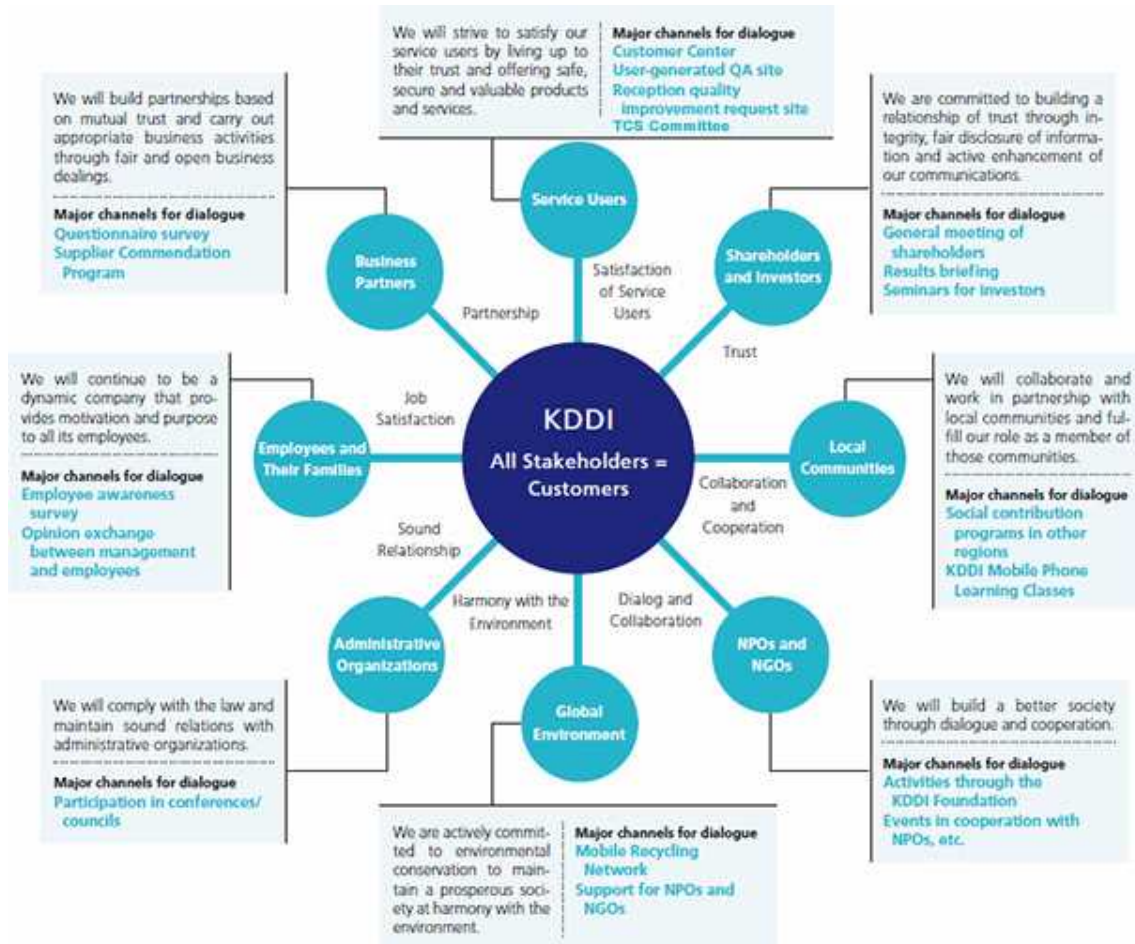 We will strive to satisfy our
service users by living up to
their trust and offering safe,
secure and valuable products
and services.
Major channels for dialogue
Customer Center
User-generated QA site
Reception quality
improvement request site
TCS Committee
Service Users
Satisfaction
of Service
Users
We will build partnerships based
on mutual trust and carry out
appropriate business activities
through fair and open business
dealings.
Major channels for dialogue
Questionnaire survey
Supplier Commendation
Program
Business
Partners
Partnership
We are committed to building a
relationship of trust through in-
tegrity, fair disclosure of informa-
tion and active enhancement of
our communications.
Major channels for dialogue
General meeting of
shareholders
Results briefing
Seminars for investors
Shareholders
and Investors
Trust
We will continue to be a
dynamic company that pro-
vides motivation and purpose
to all its employees.
Major channels for dialogue
Employee awareness
survey
Opinion exchange
between management
and employees
Employees and
Their Families
Job
Satisfaction
KDDI
All Stakeholders =
Customers
Local
Communities
Collaboration
and
Cooperation
We will collaborate and
work in partnership with
local communities and ful-
fill our role as a member of
those communities.
Major channels for dialogue
Social contribution
programs in other
regions
KDDI Mobile Phone
Learning Classes
Sound
Relationship
Administrative
Organizations
We will comply with the law and
maintain sound relations with
administrative organizations.
Major channels for dialogue
Participation in conferences/
councils
Harmony with the
Environment
Global
Environment
We are actively commit-
ted to environmental
conservation to main-
tain a prosperous soci-
ety at harmony with the
environment.
Major channels for dialogue
Mobile Recycling
Network
Support for NPOs and
NGOs
Dialog and
Collaboration
NPOs and
NGOs
We will build a better society
through dialogue and cooperation.
Major channels for dialogue
Activities through the
KDDI Foundation
Events in cooperation with
NPOs, etc.